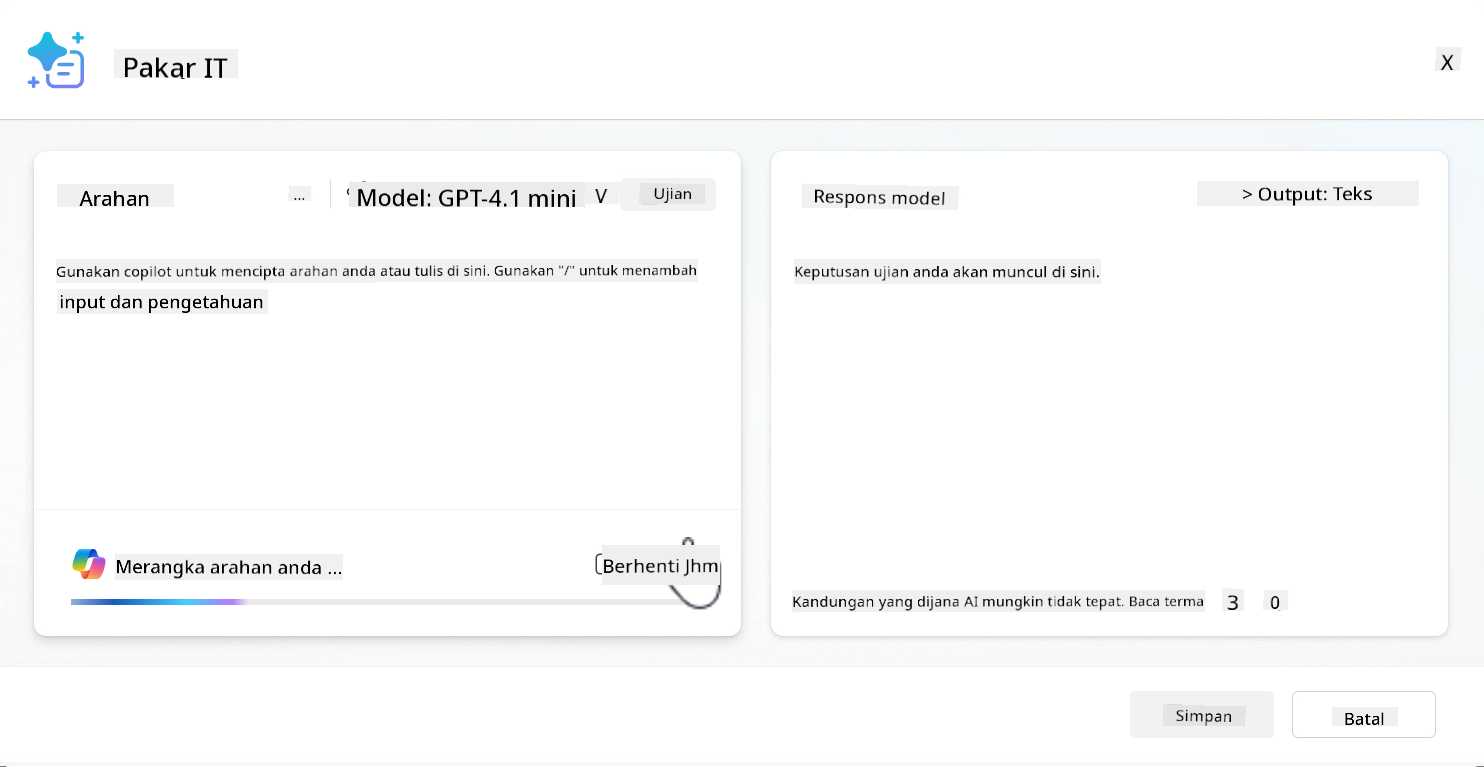 Pakar IT
X
Arahan
...
Model: GPT-4.1 mini V
Ujian
Gunakan copilot untuk mencipta arahan anda atau tulis di sini. Gunakan "/" untuk menambah
input dan pengetahuan
Merangka arahan anda ...
Berhenti Jhm
Respons model
> Output: Teks
Keputusan ujian anda akan muncul di sini.
Kandungan yang dijana AI mungkin tidak tepat. Baca terma 3 0
Simpan
Batal